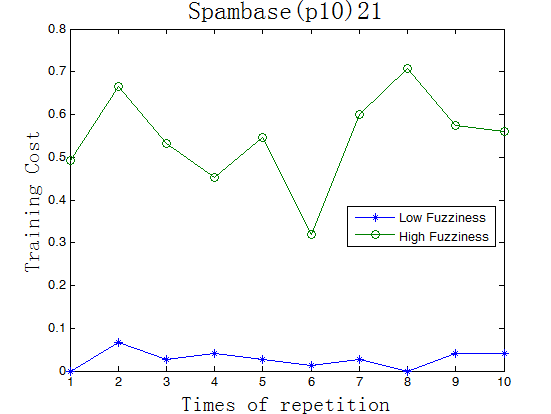 Spambase(p10)21
Training Cost
0.8
0.7
0.6
0.5
0.4
0.3
0.2
0.1
0
Low Fuzziness
High Fuzziness
1 2 3 4 5 6 7 8 9 10
Times of repetition